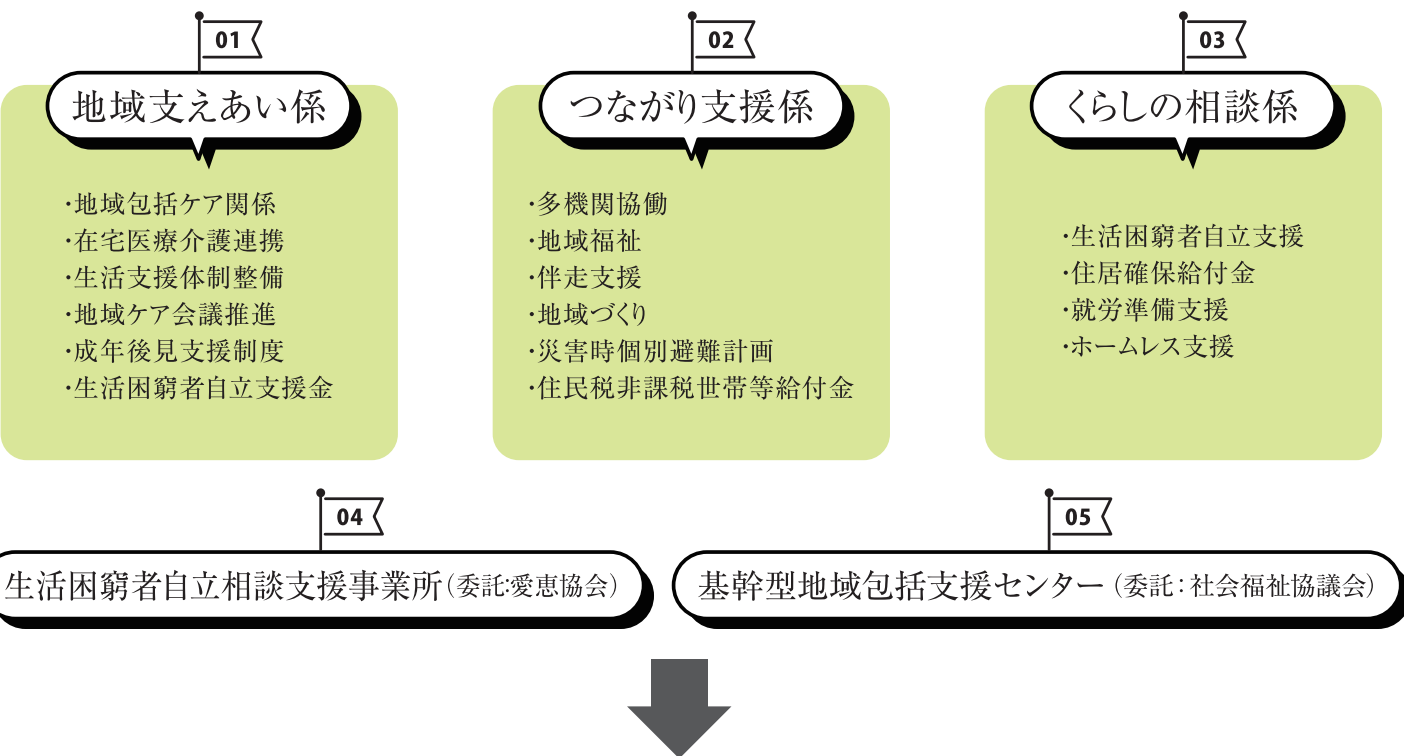 01
地域支えあい係
・地域包括ケア関係
・在宅医療介護連携
・生活支援体制整備
・地域ケア会議推進
・成年後見支援制度
・生活困窮者自立支援金
02
つながり支援係
・多機関協働
・地域福祉
・伴走支援
・地域づくり
・災害時個別避難計画
・住民税非課税世帯等給付金
03
くらしの相談係
・生活困窮者自立支援
・住居確保給付金
・就労準備支援
・ホームレス支援
04
生活困窮者自立相談支援事業所（委託:愛恵協会）
05
基幹型地域包括支援センター（委託：社会福祉協議会）